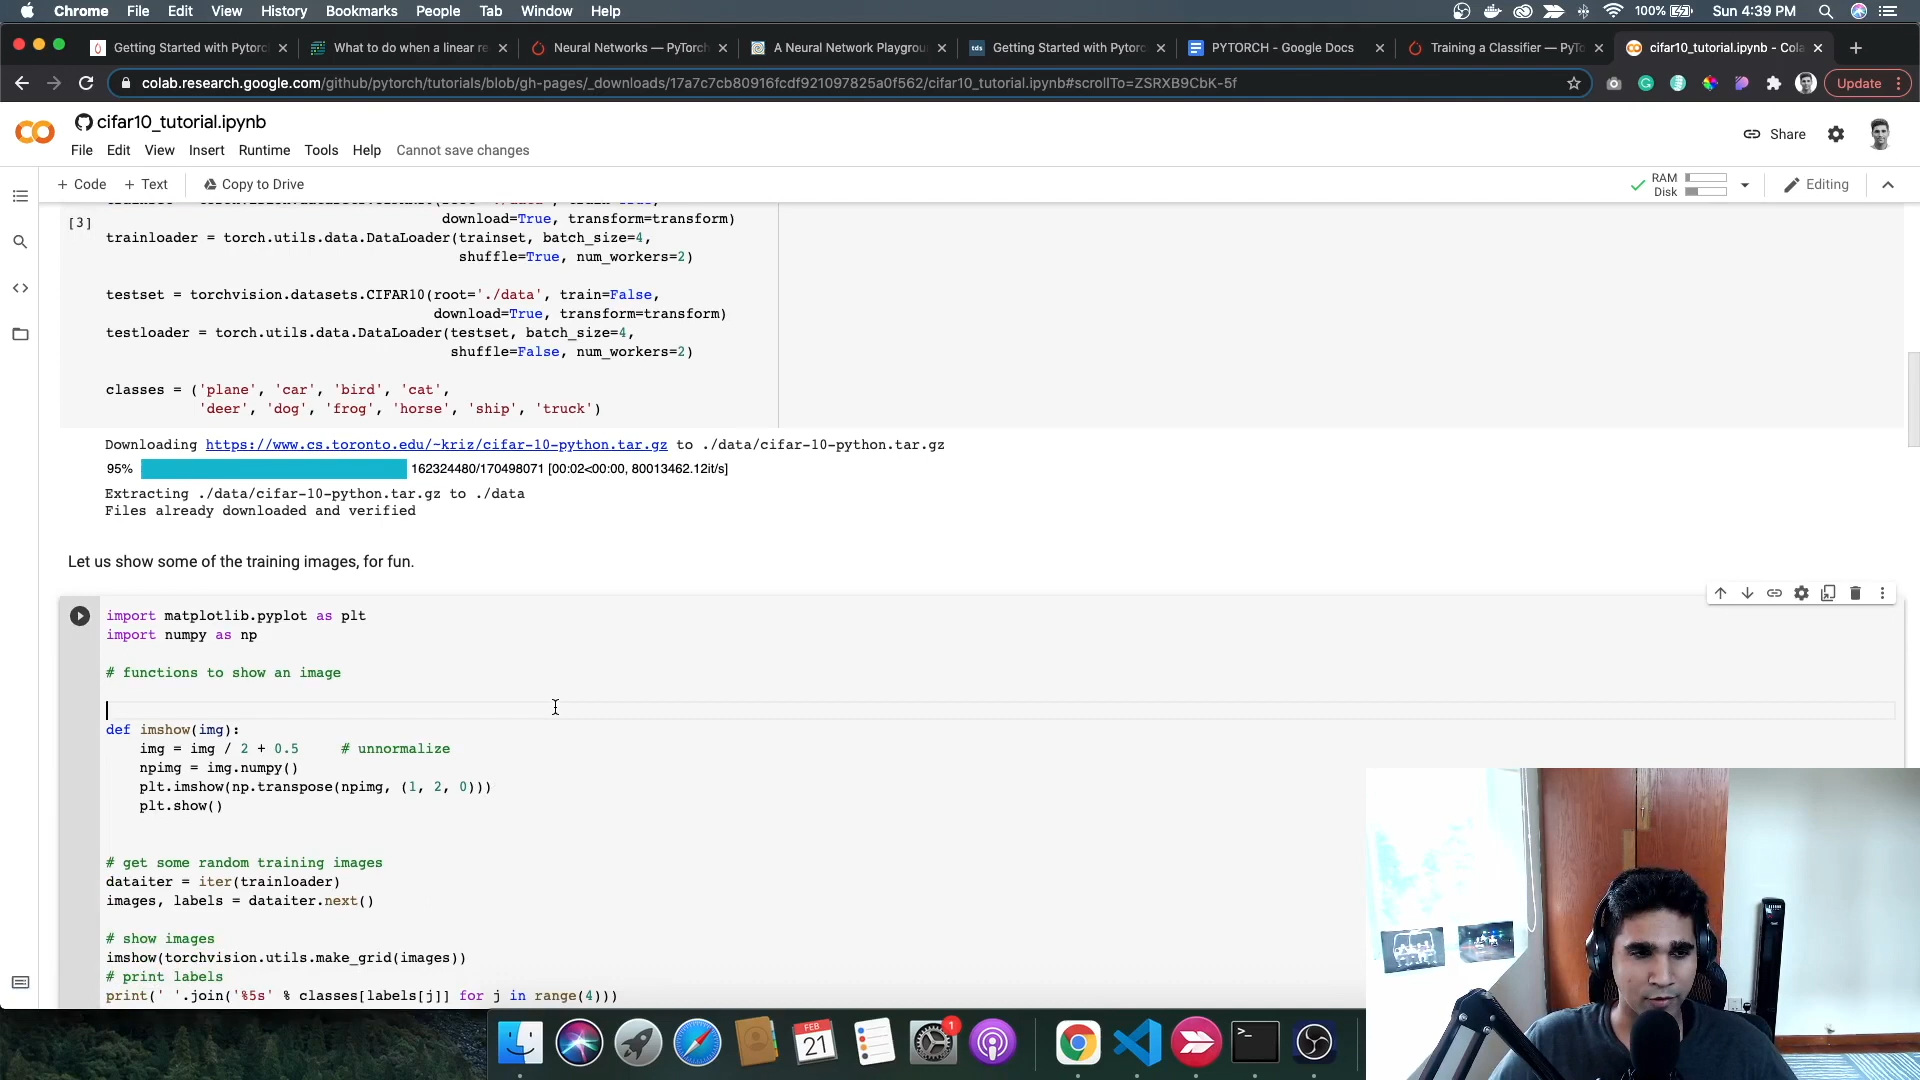 Chrome File Edit View History Bookmarks People Tab Window Help 100% Sun 4:39 PM
Getting Started with Pytorc What to do when a linear re Neural Networks — PyTorch A Neural Network Playgrou tds Getting Started with Pytorc PYTORCH - Google Docs Training a Classifier — PyTo cifar10_tutorial.ipynb - Cola
colab.research.google.com/github/pytorch/tutorials/blob/gh-pages/_downloads/17a7c7cb80916fcdf921097825a0f562/cifar10_tutorial.ipynb#scrollTo=ZSRXB9CbK-5f Update
cifar10_tutorial.ipynb
Share
File Edit View Insert Runtime Tools Help Cannot save changes
+ Code + Text Copy to Drive RAM Disk Editing
[3] download=True, transform=transform)
trainloader = torch.utils.data.DataLoader(trainset, batch_size=4,
shuffle=True, num_workers=2)
testset = torchvision.datasets.CIFAR10(root='./data', train=False,
download=True, transform=transform)
testloader = torch.utils.data.DataLoader(testset, batch_size=4,
shuffle=False, num_workers=2)
classes = ('plane', 'car', 'bird', 'cat',
'deer', 'dog', 'frog', 'horse', 'ship', 'truck')
Downloading https://www.cs.toronto.edu/~kriz/cifar-10-python.tar.gz to ./data/cifar-10-python.tar.gz
95% 162324480/170498071 [00:02<00:00, 80013462.12it/s]
Extracting ./data/cifar-10-python.tar.gz to ./data
Files already downloaded and verified
Let us show some of the training images, for fun.
import matplotlib.pyplot as plt
import numpy as np
# functions to show an image
def imshow(img):
img = img / 2 + 0.5 # unnormalize
npimg = img.numpy()
plt.imshow(np.transpose(npimg, (1, 2, 0)))
plt.show()
# get some random training images
dataiter = iter(trainloader)
images, labels = dataiter.next()
# show images
imshow(torchvision.utils.make_grid(images))
# print labels
print(' '.join('%5s' % classes[labels[j]] for j in range(4)))
FEB
21
1